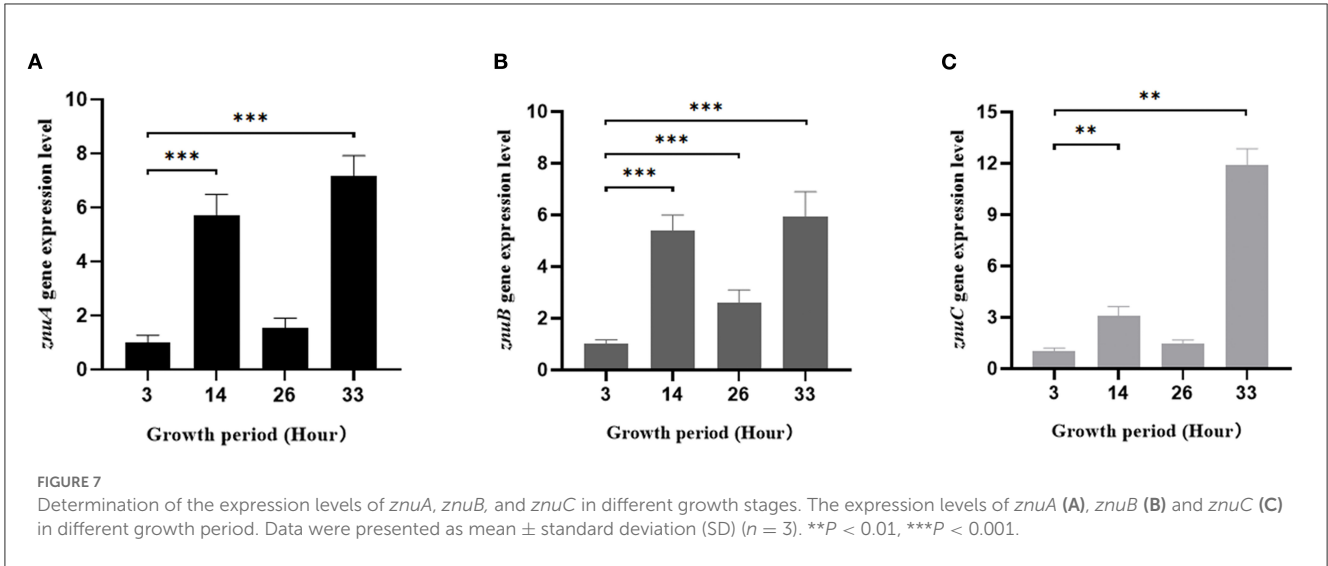 A
10
8
6
4
2
0
znuA gene expression level
***
***
3 14 26 33
Growth period (Hour）
B
10
8
6
4
2
0
znuB gene expression level
***
***
***
3 14 26 33
Growth period (Hour）
C
15
12
9
6
3
0
znuC gene expression level
**
**
3 14 26 33
Growth period (Hour）
FIGURE 7
Determination of the expression levels of znuA, znuB, and znuC in different growth stages. The expression levels of znuA (A), znuB (B) and znuC (C)
in different growth period. Data were presented as mean ± standard deviation (SD) (n = 3). **P < 0.01, ***P < 0.001.